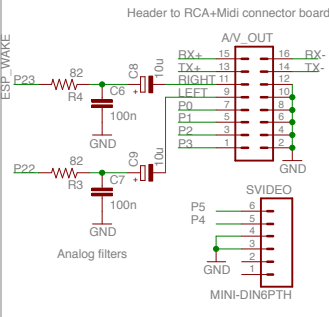 Header to RCA+Midi connector board
ESP_WAKE
A/V_OUT
RX+ 15 16 RX-
TX+ 13 14 TX-
RIGHT 11 12
LEFT 9 10
P0 7 8
P1 5 6
P2 3 4
P3 1 2
GND
P23 82
R4
C6
100n
GND
C8
10u
P22 82
R3
C7
100n
GND
C9
10u
Analog filters
SVIDEO
P5 6
P4 5
4
3
2
1
GND
MINI-DIN6PTH